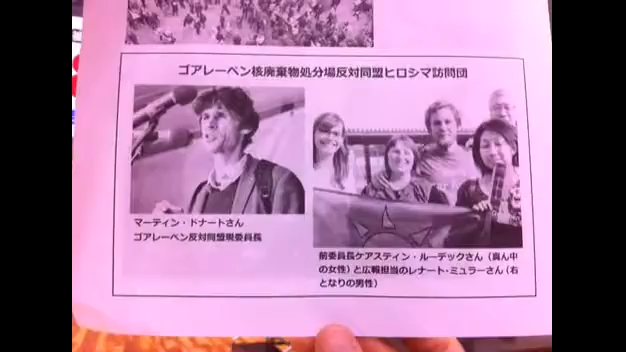 ゴアレーベン核廃棄物処分場反対同盟ヒロシマ訪問団
マーティン・ドナートさん
ゴアレーベン反対同盟現委員長
前委員長ケアスティン・ルーデックさん（真ん中
の女性）と広報担当のレナート・ミュラーさん（右
となりの男性）